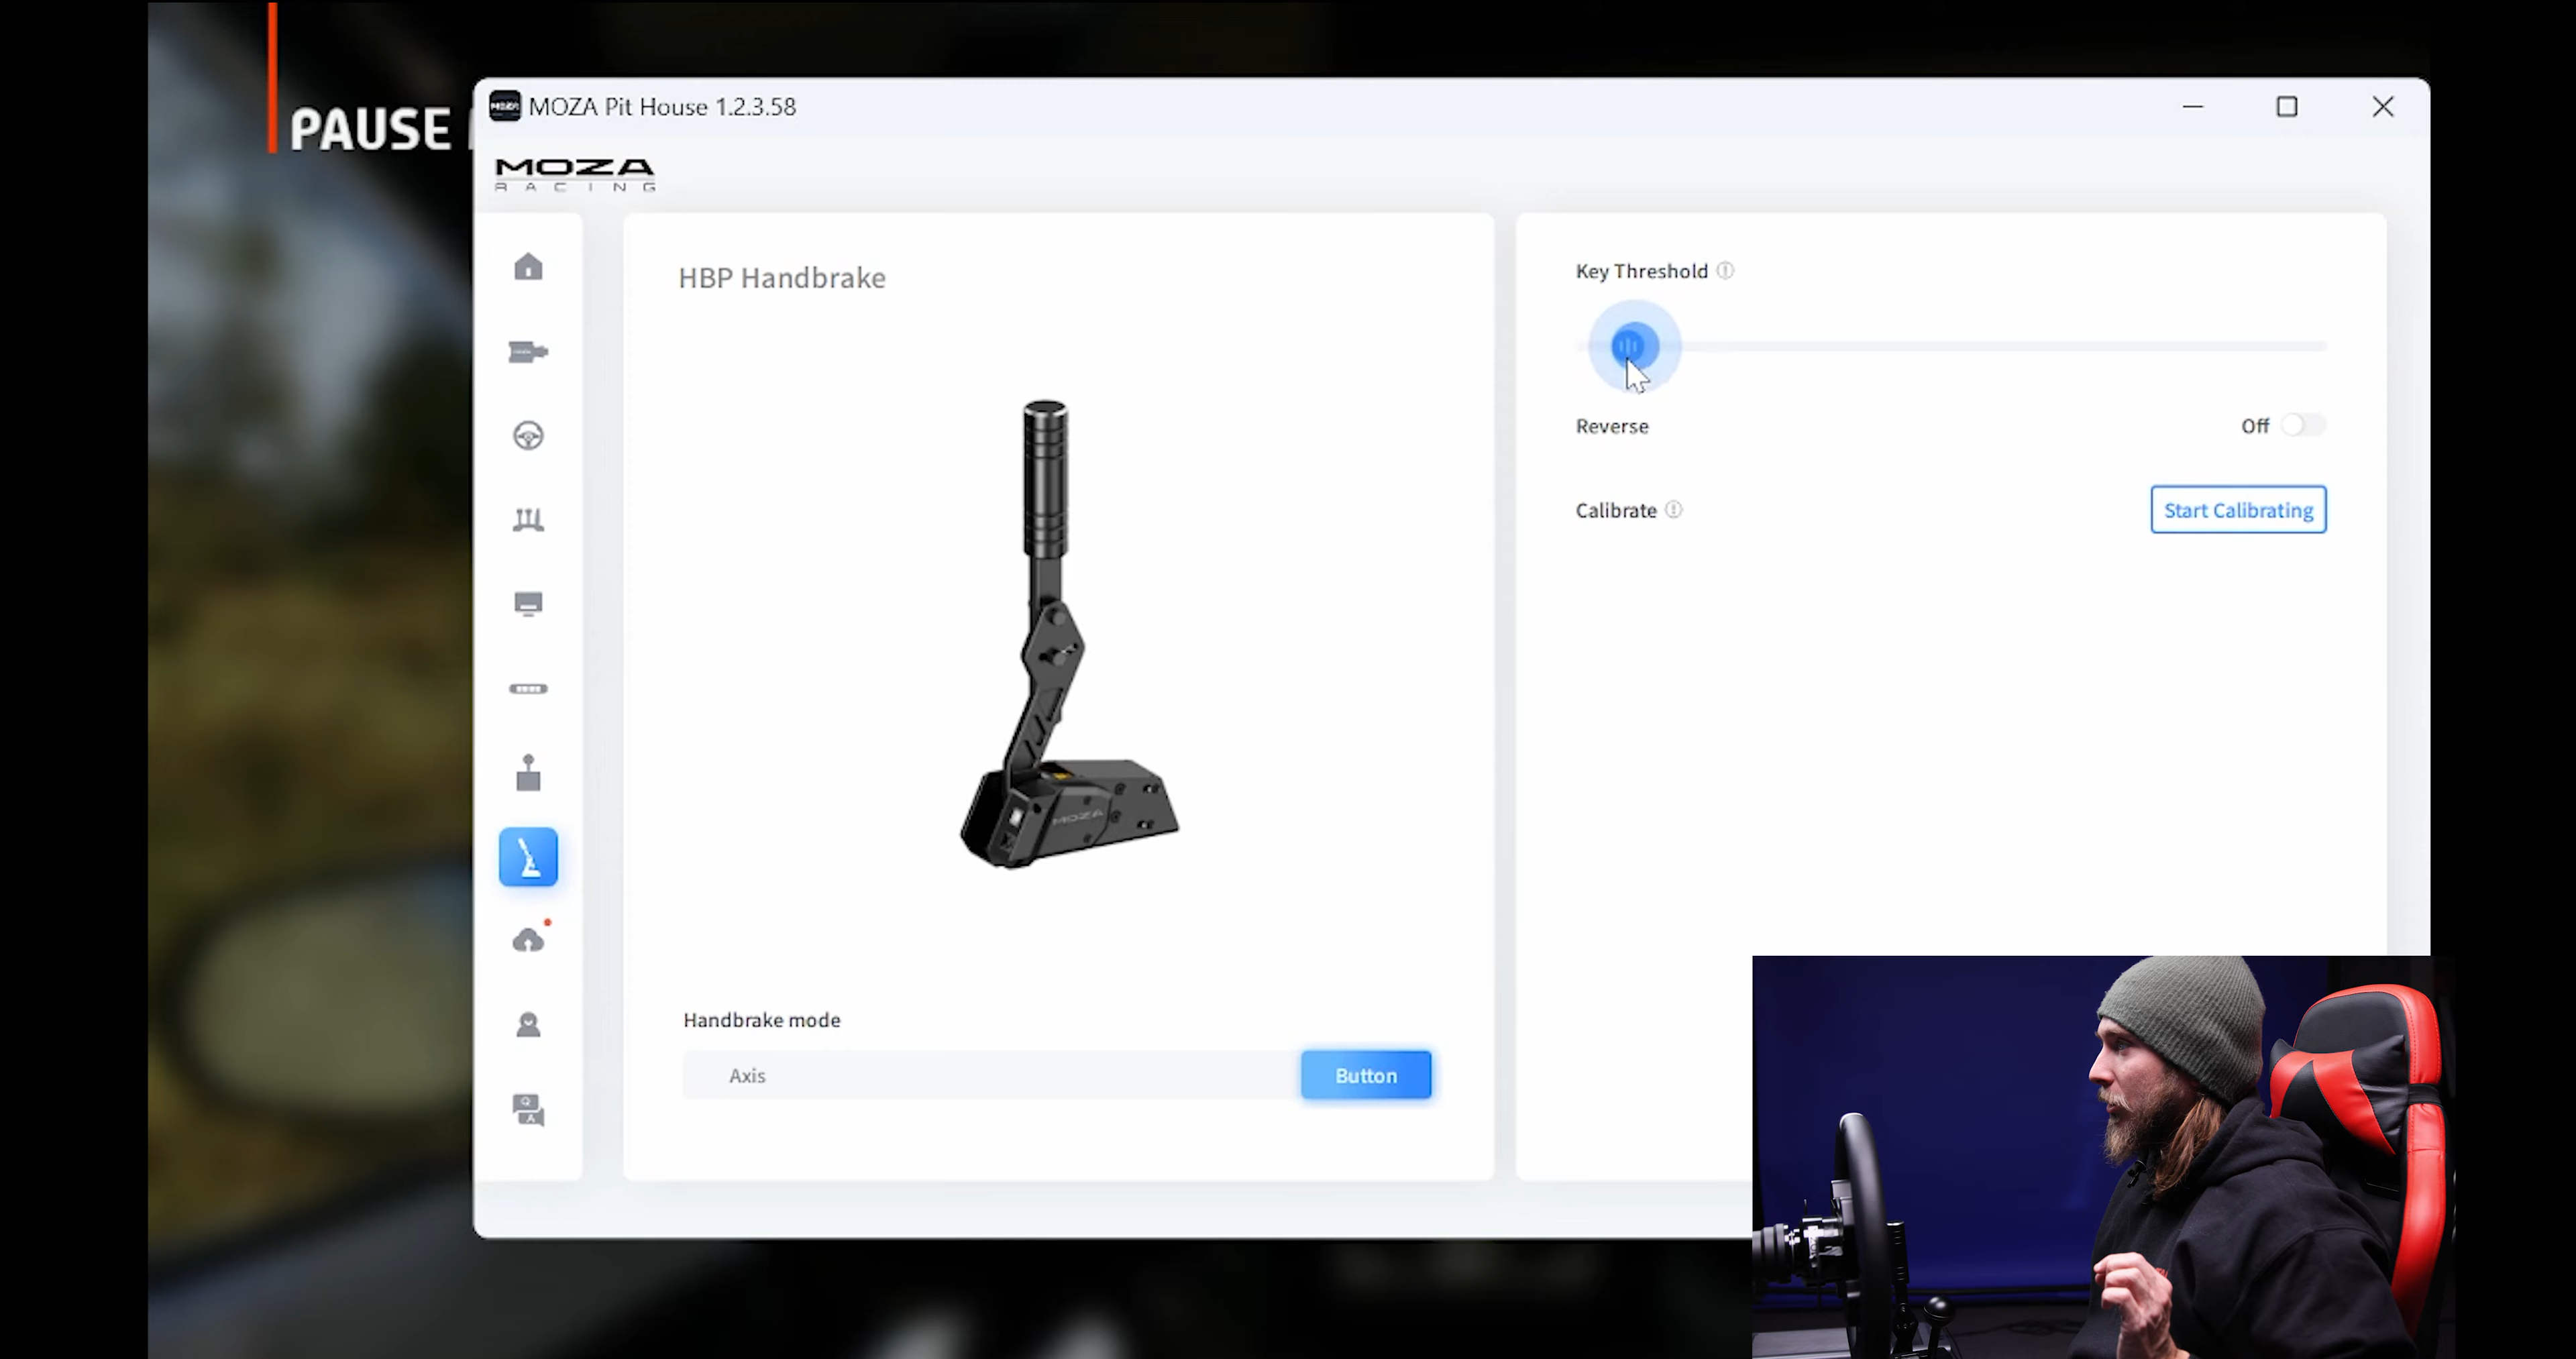 PAUSE
MOZA Pit House 1.2.3.58
MOZA
RACING
HBP Handbrake
Key Threshold
Reverse
Off
Calibrate
Start Calibrating
MOZA
Handbrake mode
Axis
Button
Q
A